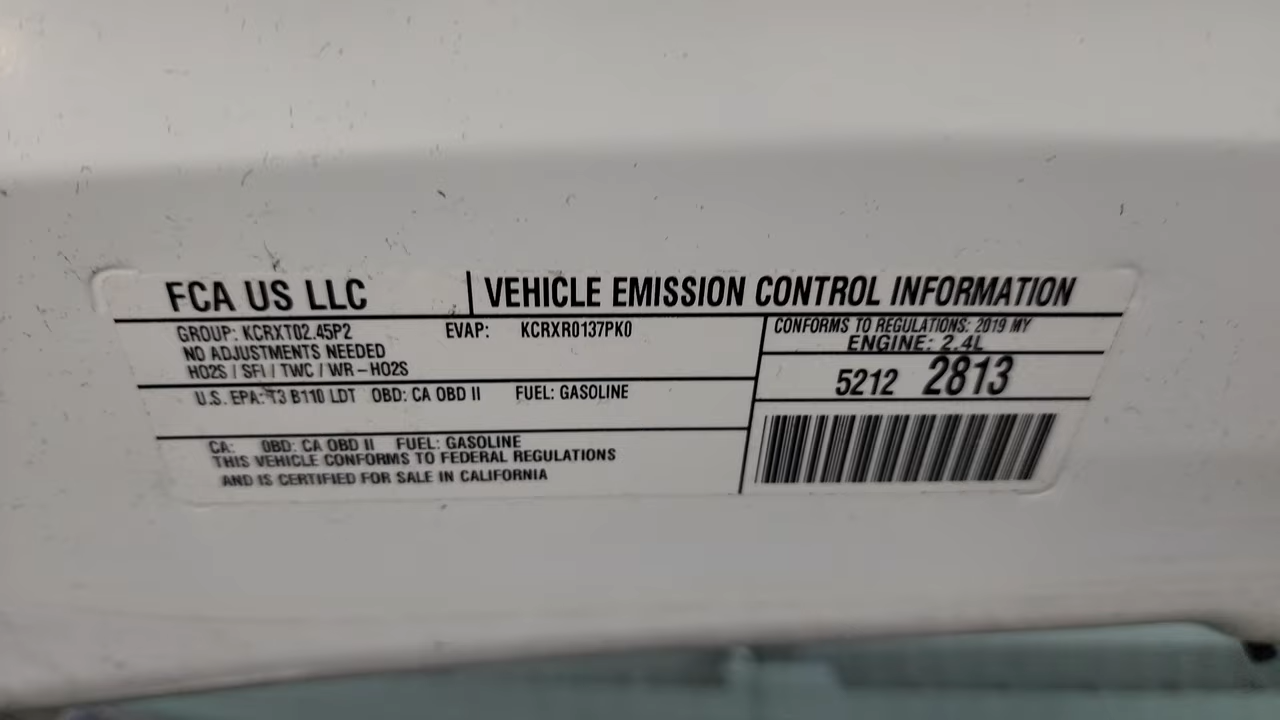 FCA US LLC
VEHICLE EMISSION CONTROL INFORMATION
GROUP: KCRXT02.45P2 EVAP: KCRXR0137PK0
NO ADJUSTMENTS NEEDED
HO2S / SFI / TWC / WR-HO2S
U.S. EPA: T3 B110 LDT OBD: CA OBD II FUEL: GASOLINE
CA: OBD: CA OBD II FUEL: GASOLINE
THIS VEHICLE CONFORMS TO FEDERAL REGULATIONS
AND IS CERTIFIED FOR SALE IN CALIFORNIA
CONFORMS TO REGULATIONS: 2019 MY
ENGINE: 2.4L
5212 2813